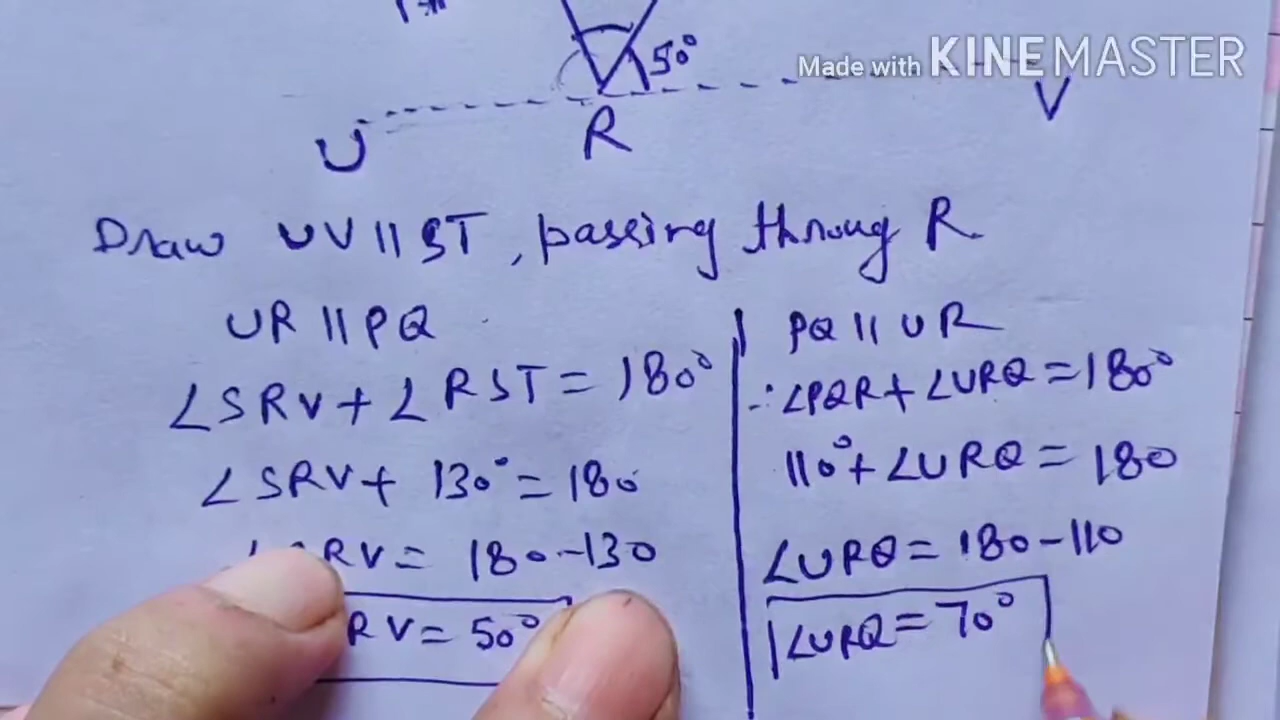 Made with KINEMASTER
50°
U R V
Draw UV || ST, passing throug R.
UR || PQ
∠SRV + ∠RST = 180°
∠SRV + 130° = 180
RV = 180 - 130
RV = 50°
PQ || UR
∴ ∠PQR + ∠URQ = 180°
110° + ∠URQ = 180
∠URQ = 180 - 110
∠URQ = 70°